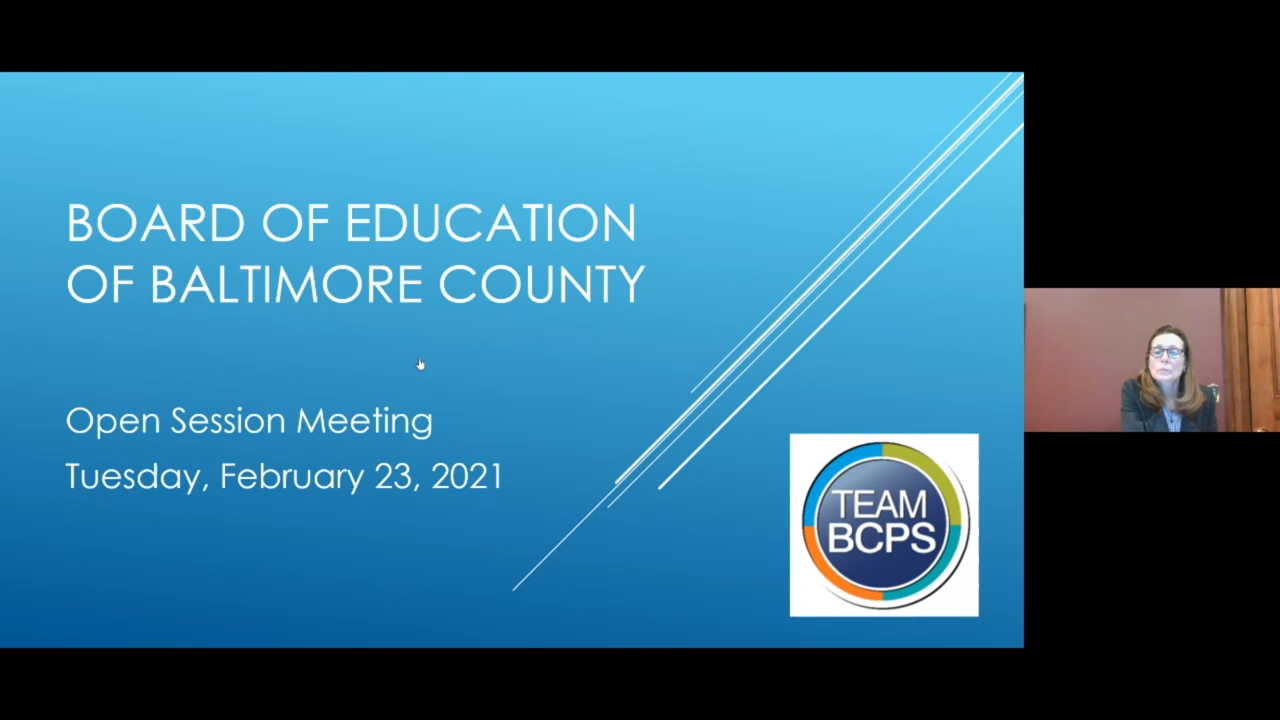 BOARD OF EDUCATION
OF BALTIMORE COUNTY
Open Session Meeting
Tuesday, February 23, 2021
TEAM
BCPS